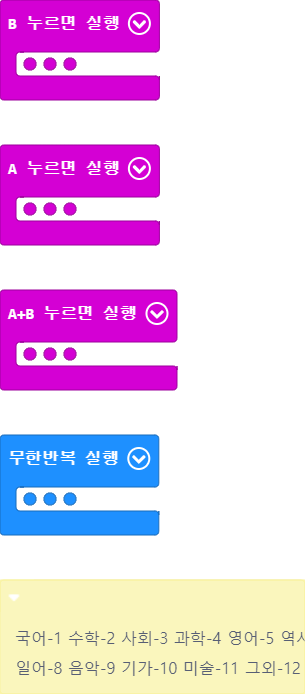 B 누르면 실행
A 누르면 실행
A+B 누르면 실행
무한반복 실행
국어-1 수학-2 사회-3 과학-4 영어-5
일어-8 음악-9 기가-10 미술-11 그외-12